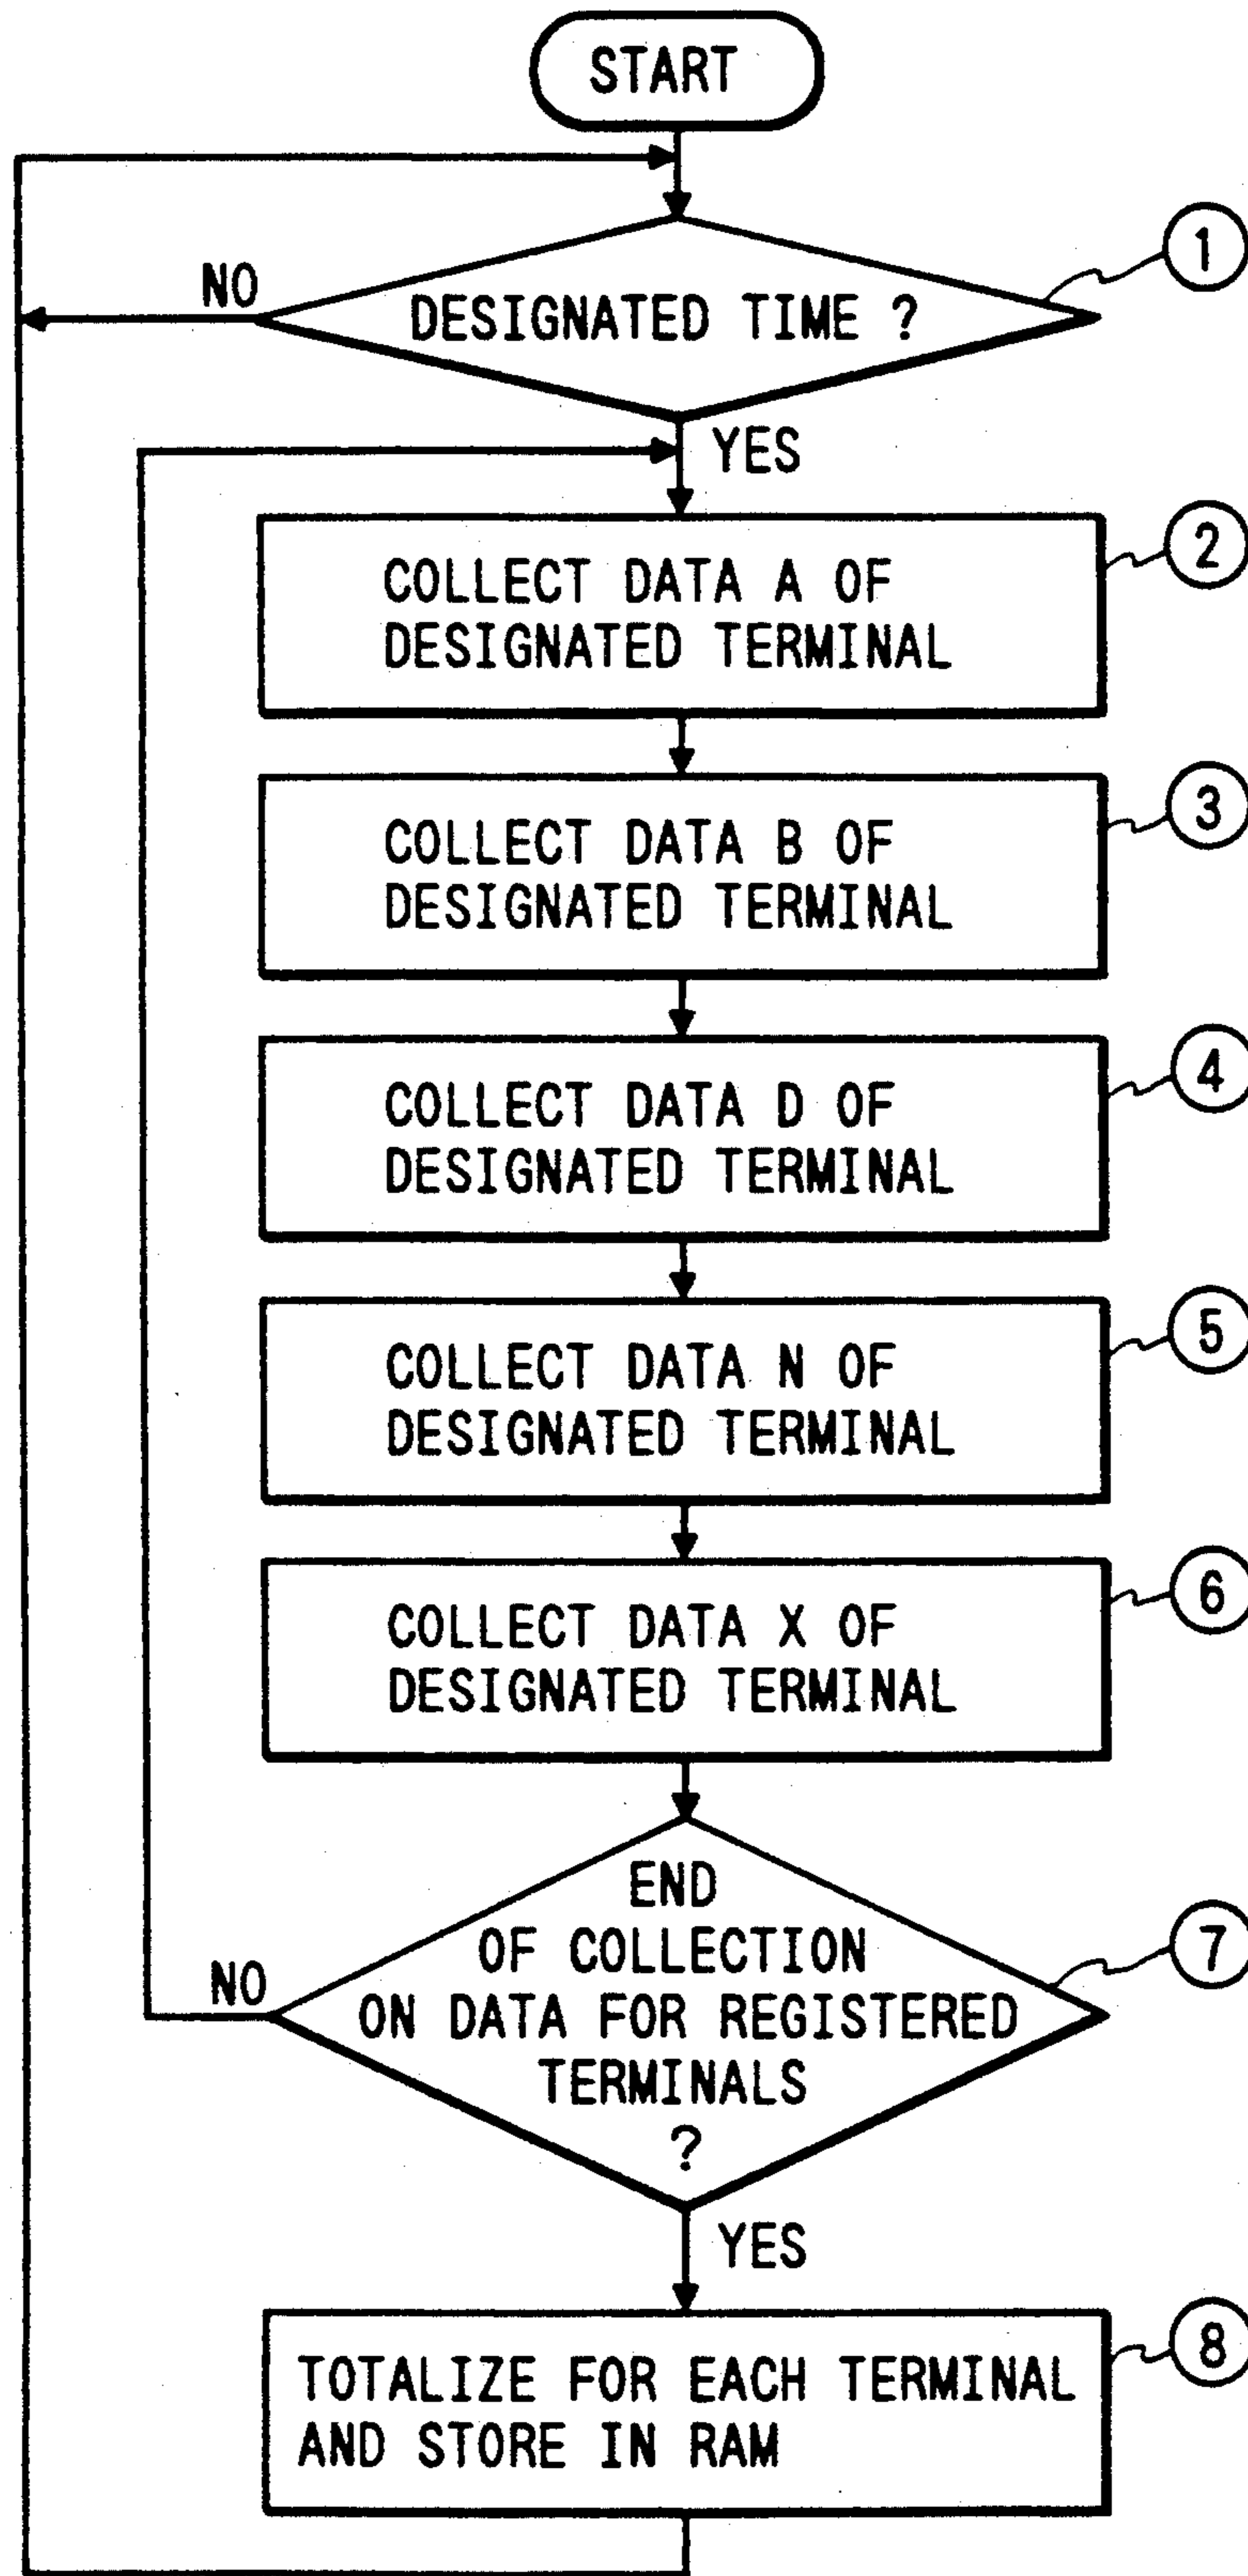 START
NO
DESIGNATED TIME ?
1
YES
COLLECT DATA A OF
DESIGNATED TERMINAL
2
COLLECT DATA B OF
DESIGNATED TERMINAL
3
COLLECT DATA D OF
DESIGNATED TERMINAL
4
COLLECT DATA N OF
DESIGNATED TERMINAL
5
COLLECT DATA X OF
DESIGNATED TERMINAL
6
END
OF COLLECTION
ON DATA FOR REGISTERED
TERMINALS
?
7
NO
YES
TOTALIZE FOR EACH TERMINAL
AND STORE IN RAM
8